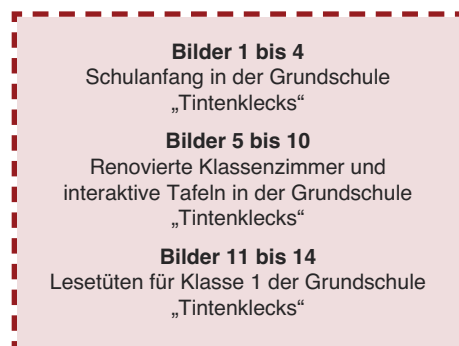 Bilder 1 bis 4
Schulanfang in der Grundschule
„Tintenklecks“
Bilder 5 bis 10
Renovierte Klassenzimmer und
interaktive Tafeln in der Grundschule
„Tintenklecks“
Bilder 11 bis 14
Lesetüten für Klasse 1 der Grundschule
„Tintenklecks“